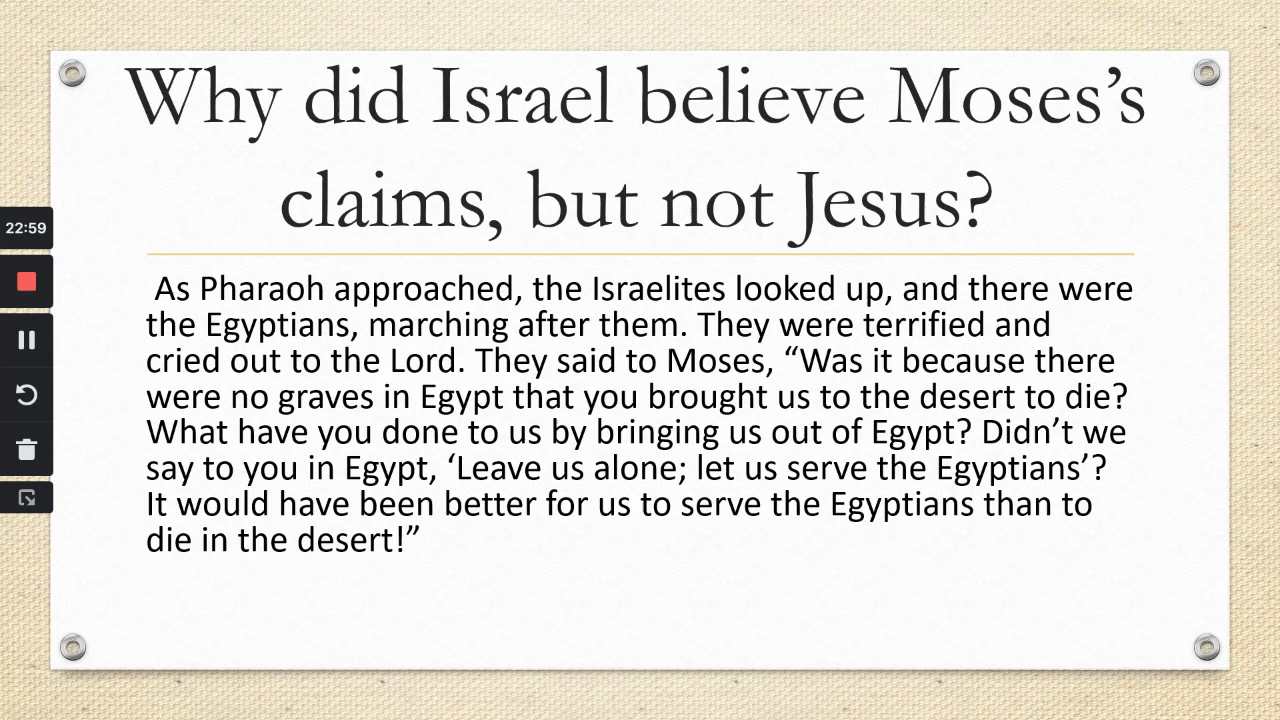 Why did Israel believe Moses’s
claims, but not Jesus?
22:59
As Pharaoh approached, the Israelites looked up, and there were
the Egyptians, marching after them. They were terrified and
cried out to the Lord. They said to Moses, “Was it because there
were no graves in Egypt that you brought us to the desert to die?
What have you done to us by bringing us out of Egypt? Didn’t we
say to you in Egypt, ‘Leave us alone; let us serve the Egyptians’?
It would have been better for us to serve the Egyptians than to
die in the desert!”